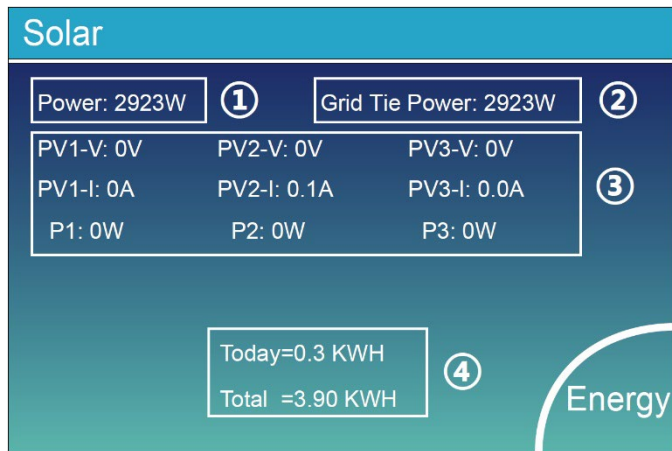 Solar
Power: 2923W ① Grid Tie Power: 2923W ②
PV1-V: 0V PV2-V: 0V PV3-V: 0V
PV1-I: 0A PV2-I: 0.1A PV3-I: 0.0A ③
P1: 0W P2: 0W P3: 0W
Today=0.3 KWH
④
Total =3.90 KWH
Energy